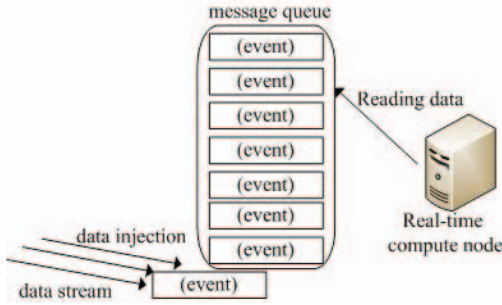 message queue
(event)
(event)
(event)
(event)
(event)
(event)
(event)
(event)
Reading data
Real-time
compute node
data injection
data stream